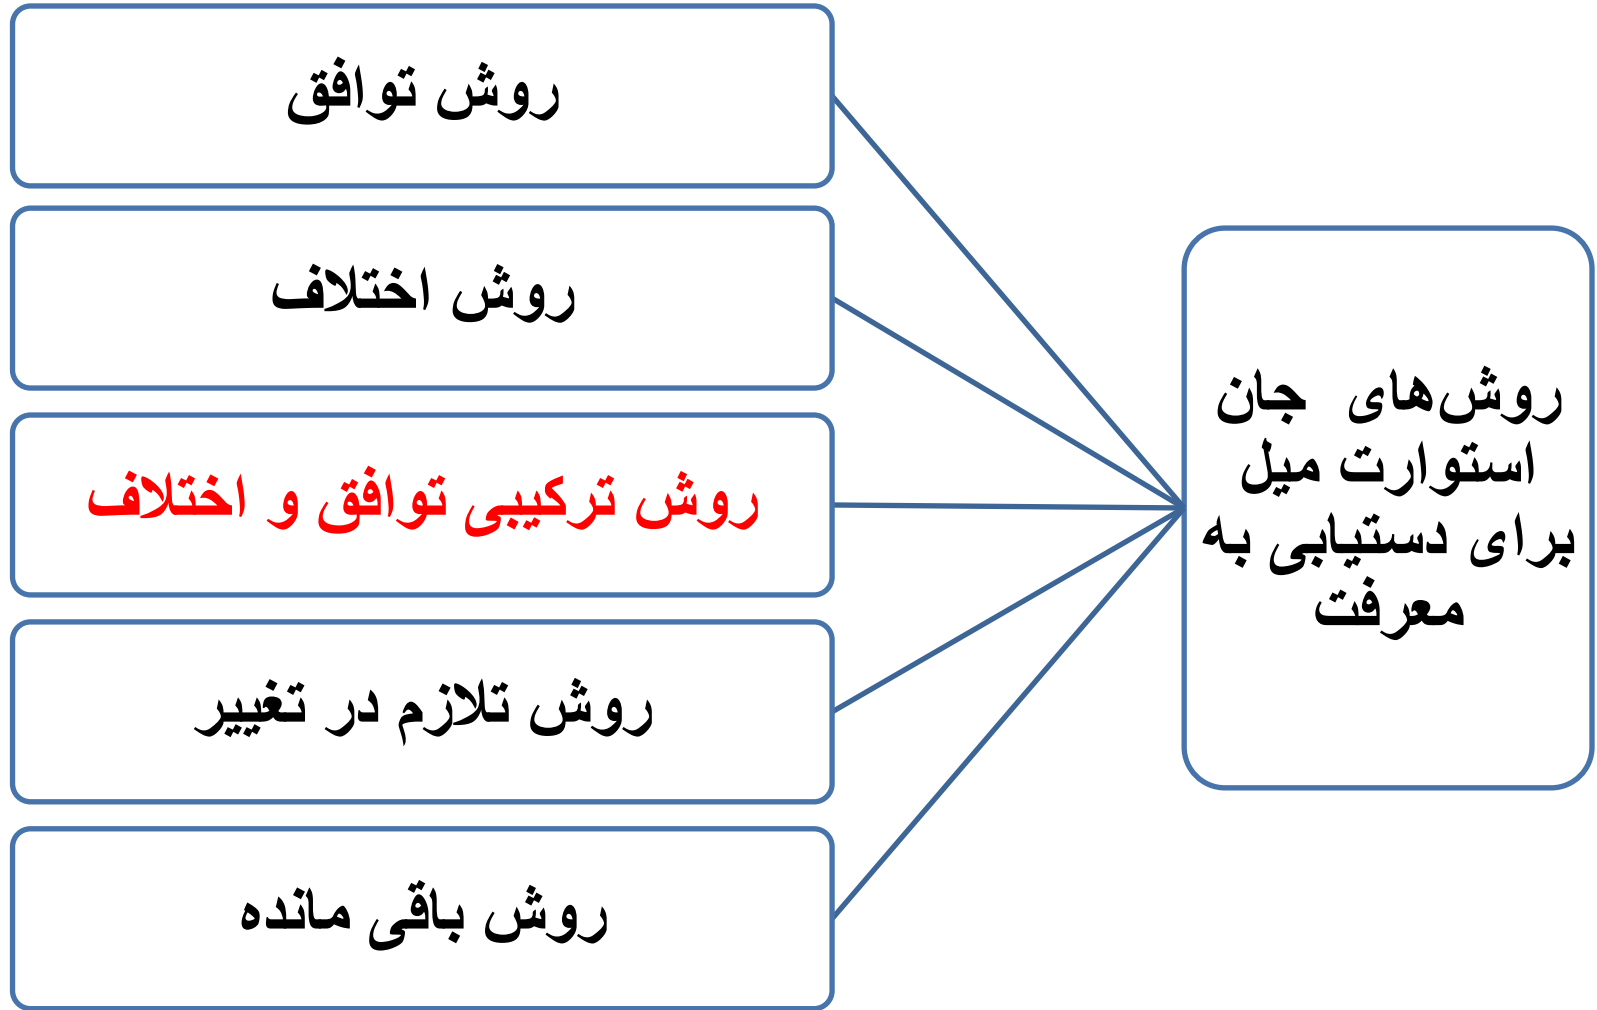 روش‌های جان
استوارت میل
برای دستیابی به
معرفت
روش توافق
روش اختلاف
روش ترکیبی توافق و اختلاف
روش تلازم در تغییر
روش باقی مانده